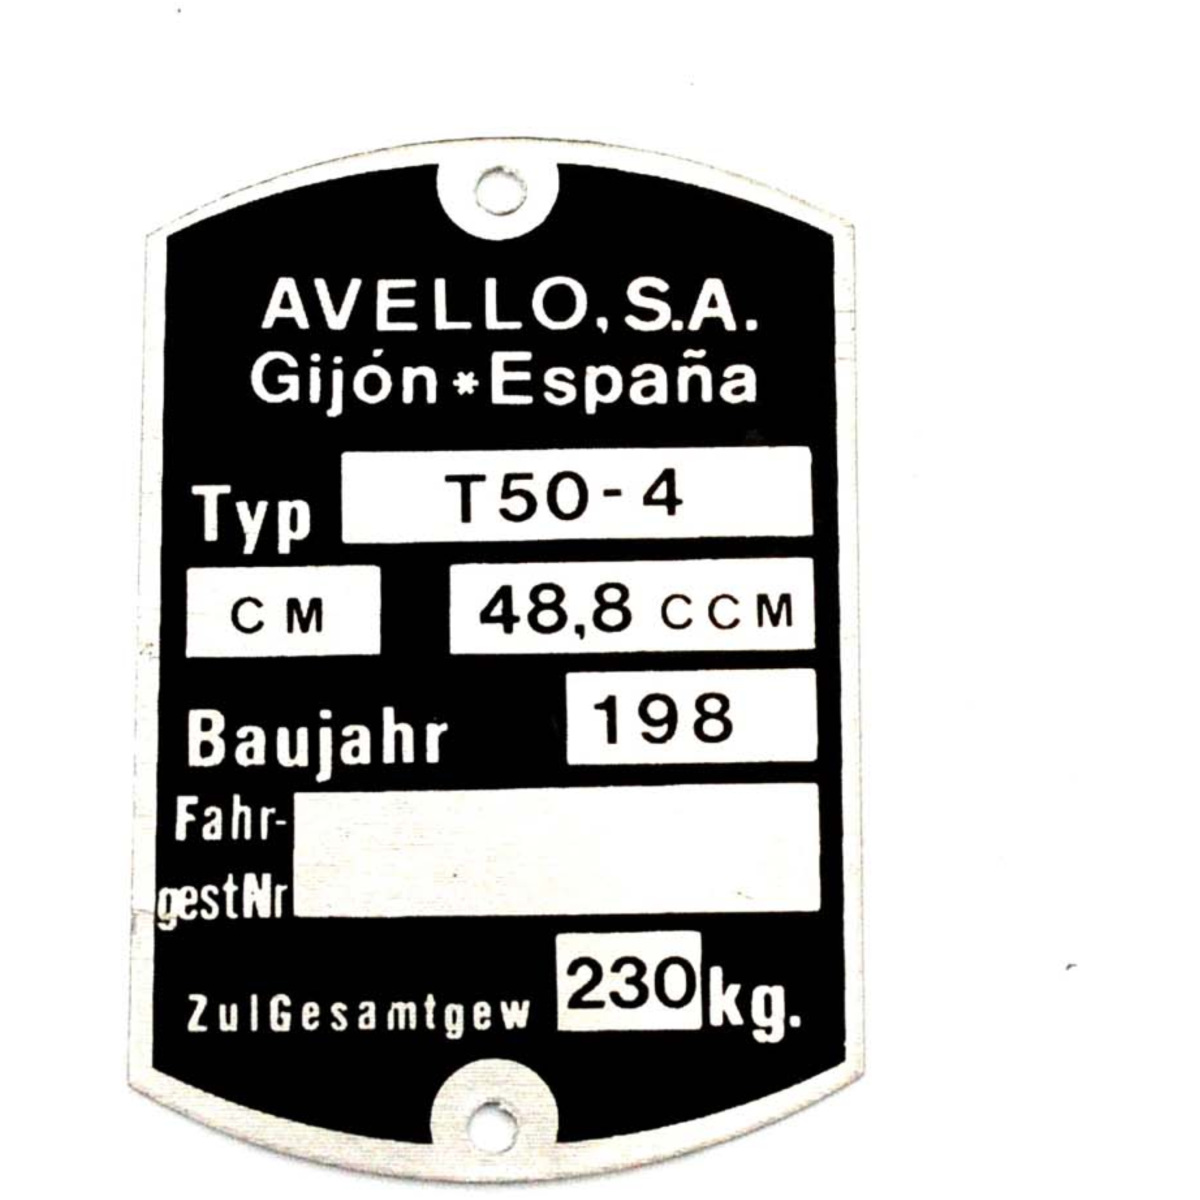 AVELLO, S.A.
Gijón * España
Typ T50-4
CM 48,8 CCM
Baujahr 198
Fahr-
gestNr
ZulGesamtgew 230 kg.